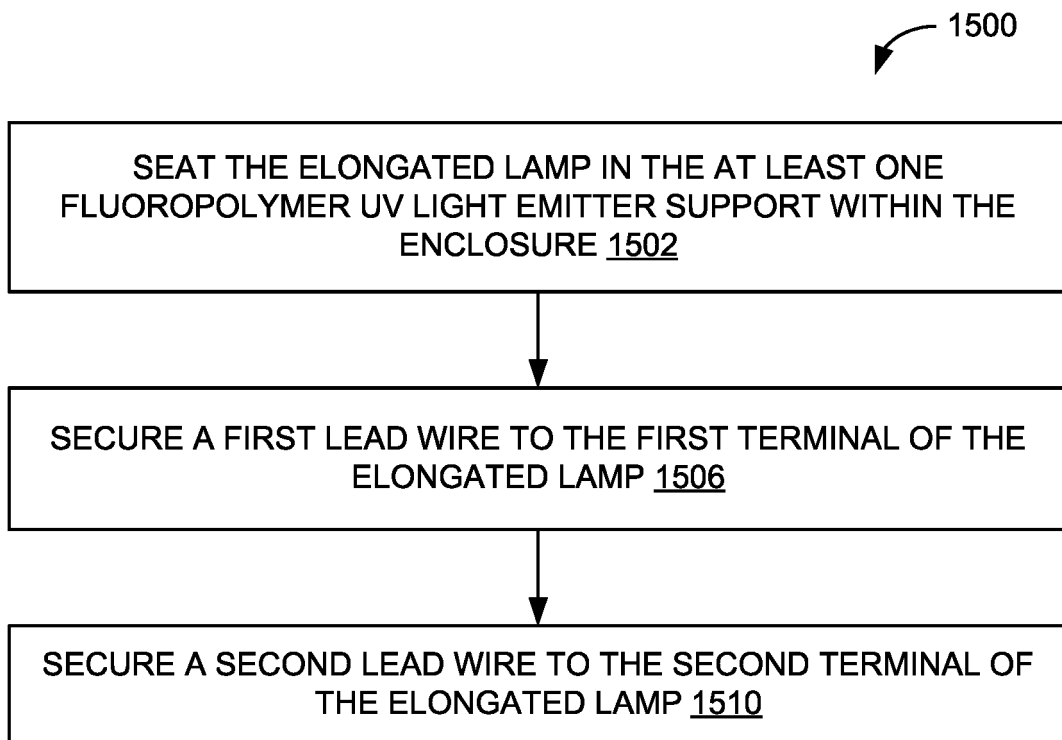 1500
SEAT THE ELONGATED LAMP IN THE AT LEAST ONE
FLUOROPOLYMER UV LIGHT EMITTER SUPPORT WITHIN THE
ENCLOSURE 1502
SECURE A FIRST LEAD WIRE TO THE FIRST TERMINAL OF THE
ELONGATED LAMP 1506
SECURE A SECOND LEAD WIRE TO THE SECOND TERMINAL OF
THE ELONGATED LAMP 1510